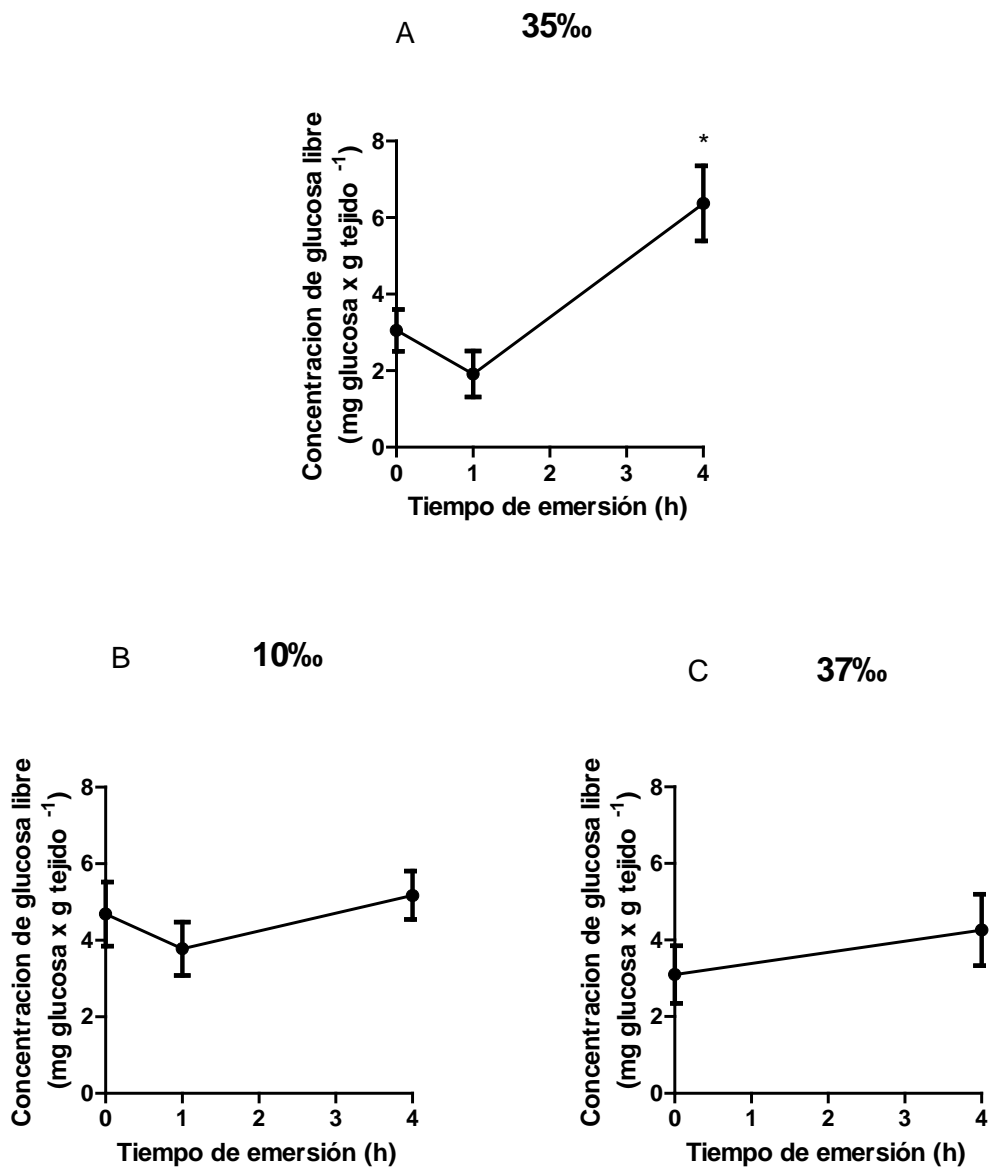 A 35‰
Concentracion de glucosa libre
(mg glucosa x g tejido -1)
8
6
4
2
0
*
0 1 2 3 4
Tiempo de emersión (h)
B 10‰
Concentracion de glucosa libre
(mg glucosa x g tejido -1)
8
6
4
2
0
0 1 2 3 4
Tiempo de emersión (h)
C 37‰
Concentracion de glucosa libre
(mg glucosa x g tejido -1)
8
6
4
2
0
0 1 2 3 4
Tiempo de emersión (h)